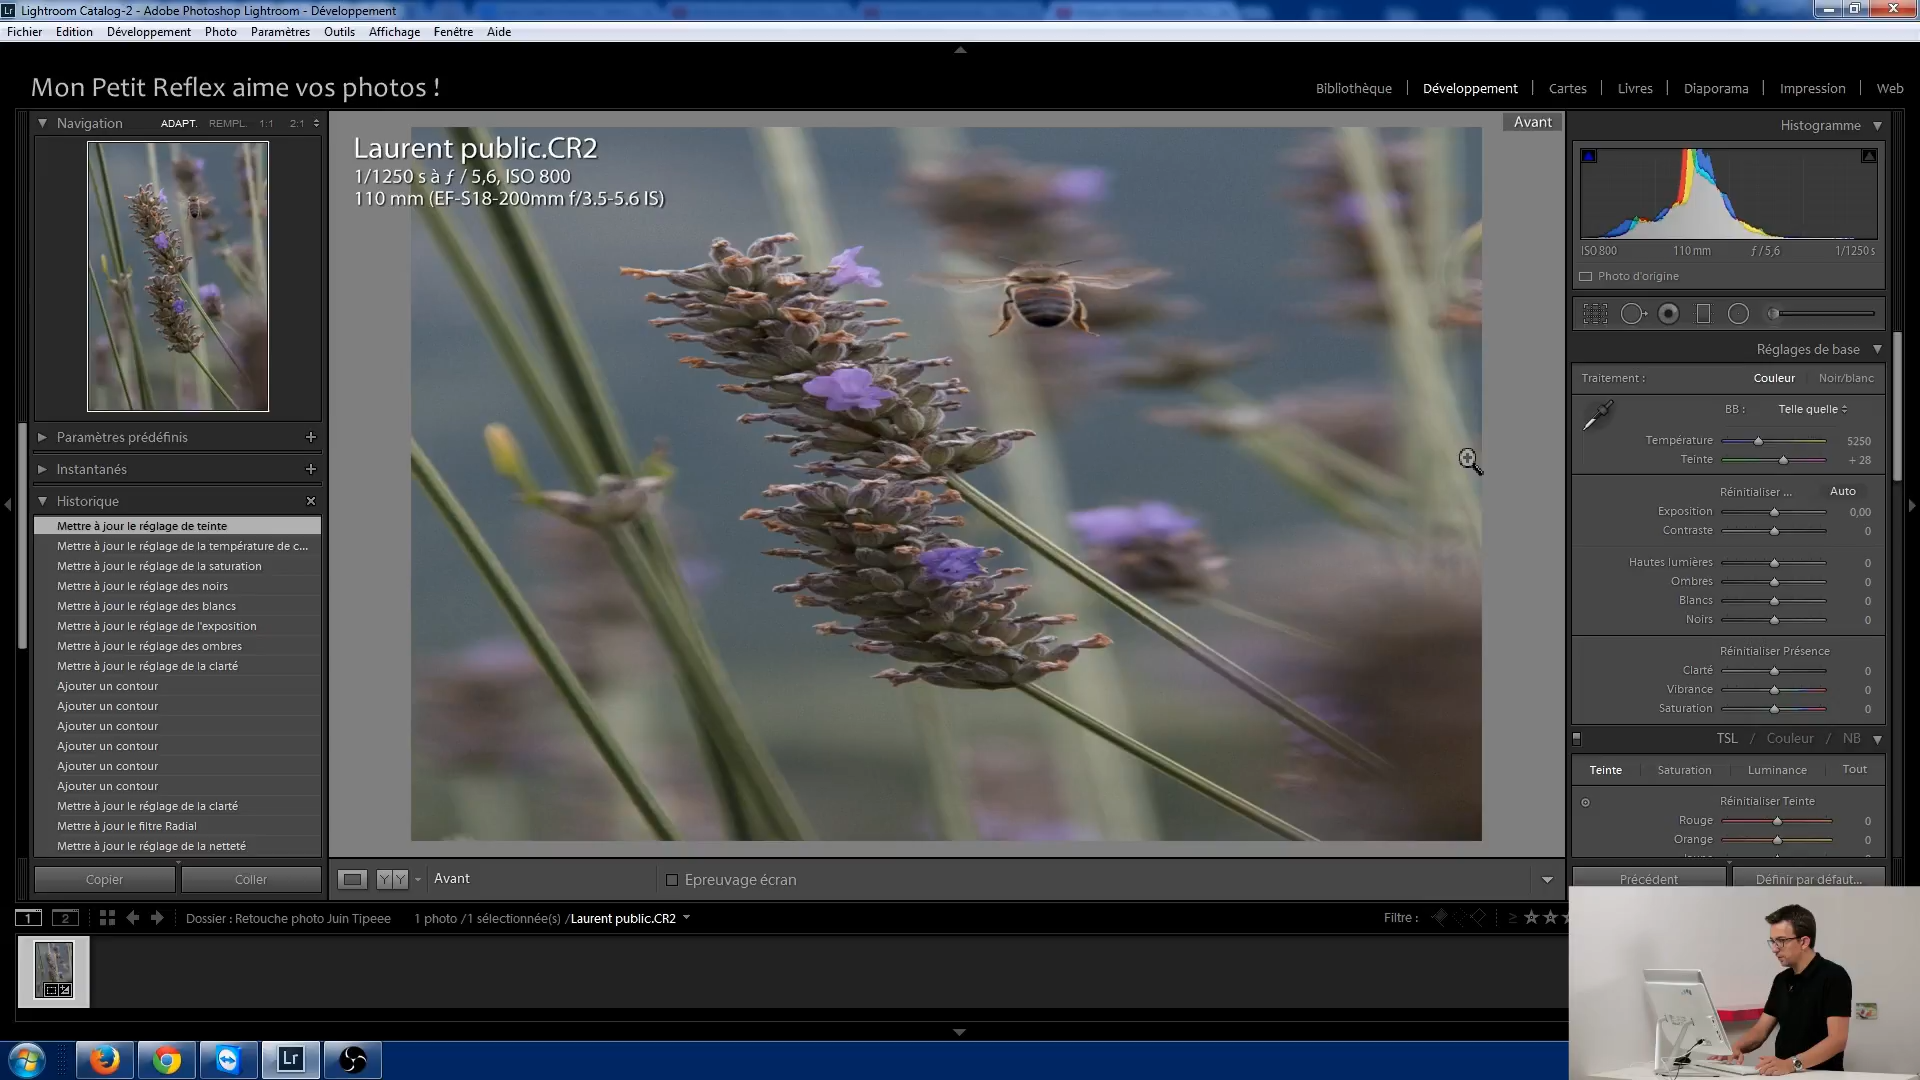 Lightroom Catalog-2 - Adobe Photoshop Lightroom - Développement
Fichier Edition Développement Photo Paramètres Outils Affichage Fenêtre Aide
Mon Petit Reflex aime vos photos !
Bibliothèque Développement Cartes Livres Diaporama Impression Web
Navigation ADAPT. REMPL. 1:1 2:1
Paramètres prédéfinis
Instantanés
Historique
Mettre à jour le réglage de teinte
Mettre à jour le réglage de la température de c...
Mettre à jour le réglage de la saturation
Mettre à jour le réglage des noirs
Mettre à jour le réglage des blancs
Mettre à jour le réglage de l'exposition
Mettre à jour le réglage des ombres
Mettre à jour le réglage de la clarté
Ajouter un contour
Ajouter un contour
Ajouter un contour
Ajouter un contour
Ajouter un contour
Ajouter un contour
Mettre à jour le réglage de la clarté
Mettre à jour le filtre Radial
Mettre à jour le réglage de la netteté
Copier Coller
Avant
Laurent public.CR2
1/1250 s à ƒ / 5,6, ISO 800
110 mm (EF-S18-200mm f/3.5-5.6 IS)
Avant
Epreuvage écran
Histogramme
ISO 800 110 mm ƒ / 5,6 1/1250 s
Photo d'origine
Réglages de base
Traitement : Couleur Noir/blanc
BB : Telle quelle
Température 5250
Teinte + 28
Réinitialiser ... Auto
Exposition 0,00
Contraste 0
Hautes lumières 0
Ombres 0
Blancs 0
Noirs 0
Réinitialiser Présence
Clarté 0
Vibrance 0
Saturation 0
TSL / Couleur / NB
Teinte Saturation Luminance Tout
Réinitialiser Teinte
Rouge 0
Orange 0
Précédent Définir par défaut...
1 2 Dossier : Retouche photo Juin Tipeee 1 photo /1 sélectionnée(s) /Laurent public.CR2 Filtre :
Lr